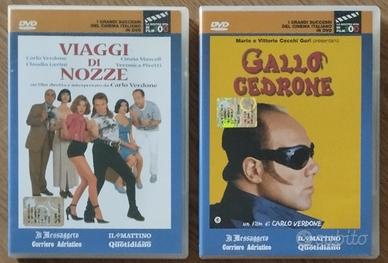 DVD
I GRANDI SUCCESSI
DEL CINEMA ITALIANO
IN DVD
VIAGGI
DI
NOZZE
Carlo Verdone
Claudia Gerini
Cinzia Mascoli
Veronica Pivetti
un film diretto e interpretato da Carlo Verdone
Il Messaggero
Corriere Adriatico
IL MATTINO
Quotidiano
DVD
I GRANDI SUCCESSI
DEL CINEMA ITALIANO
IN DVD
Mario e Vittorio Cecchi Gori presentano
GALLO
CEDRONE
un film di CARLO VERDONE
Il Messaggero
Corriere Adriatico
IL MATTINO
Quotidiano
subito